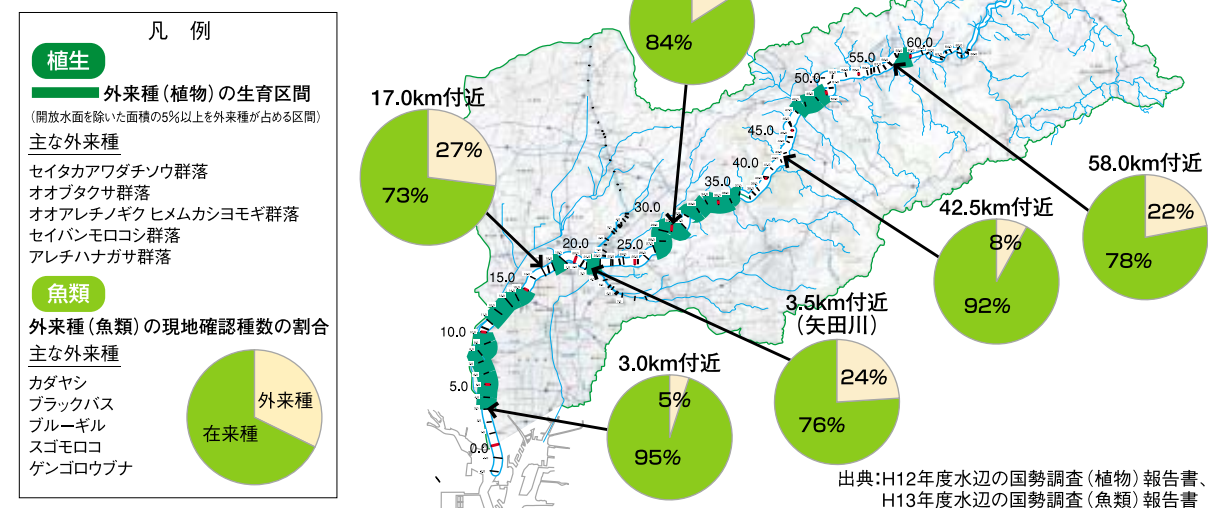 凡 例
植生
外来種(植物)の生育区間
(開放水面を除いた面積の5%以上を外来種が占める区間)
主な外来種
セイタカアワダチソウ群落
オオブタクサ群落
オオアレチノギク ヒメムカシヨモギ群落
セイバンモロコシ群落
アレチハナガサ群落
魚類
外来種(魚類)の現地確認種数の割合
主な外来種
カダヤシ
ブラックバス
ブルーギル
スゴモロコ
ゲンゴロウブナ
外来種
在来種
84%
17.0km付近
27%
73%
60.0
55.0
50.0
45.0
40.0
35.0
30.0
25.0
20.0
15.0
10.0
5.0
0.0
58.0km付近
22%
78%
42.5km付近
8%
92%
3.5km付近
(矢田川)
24%
76%
3.0km付近
5%
95%
出典:H12年度水辺の国勢調査(植物)報告書、
H13年度水辺の国勢調査(魚類)報告書